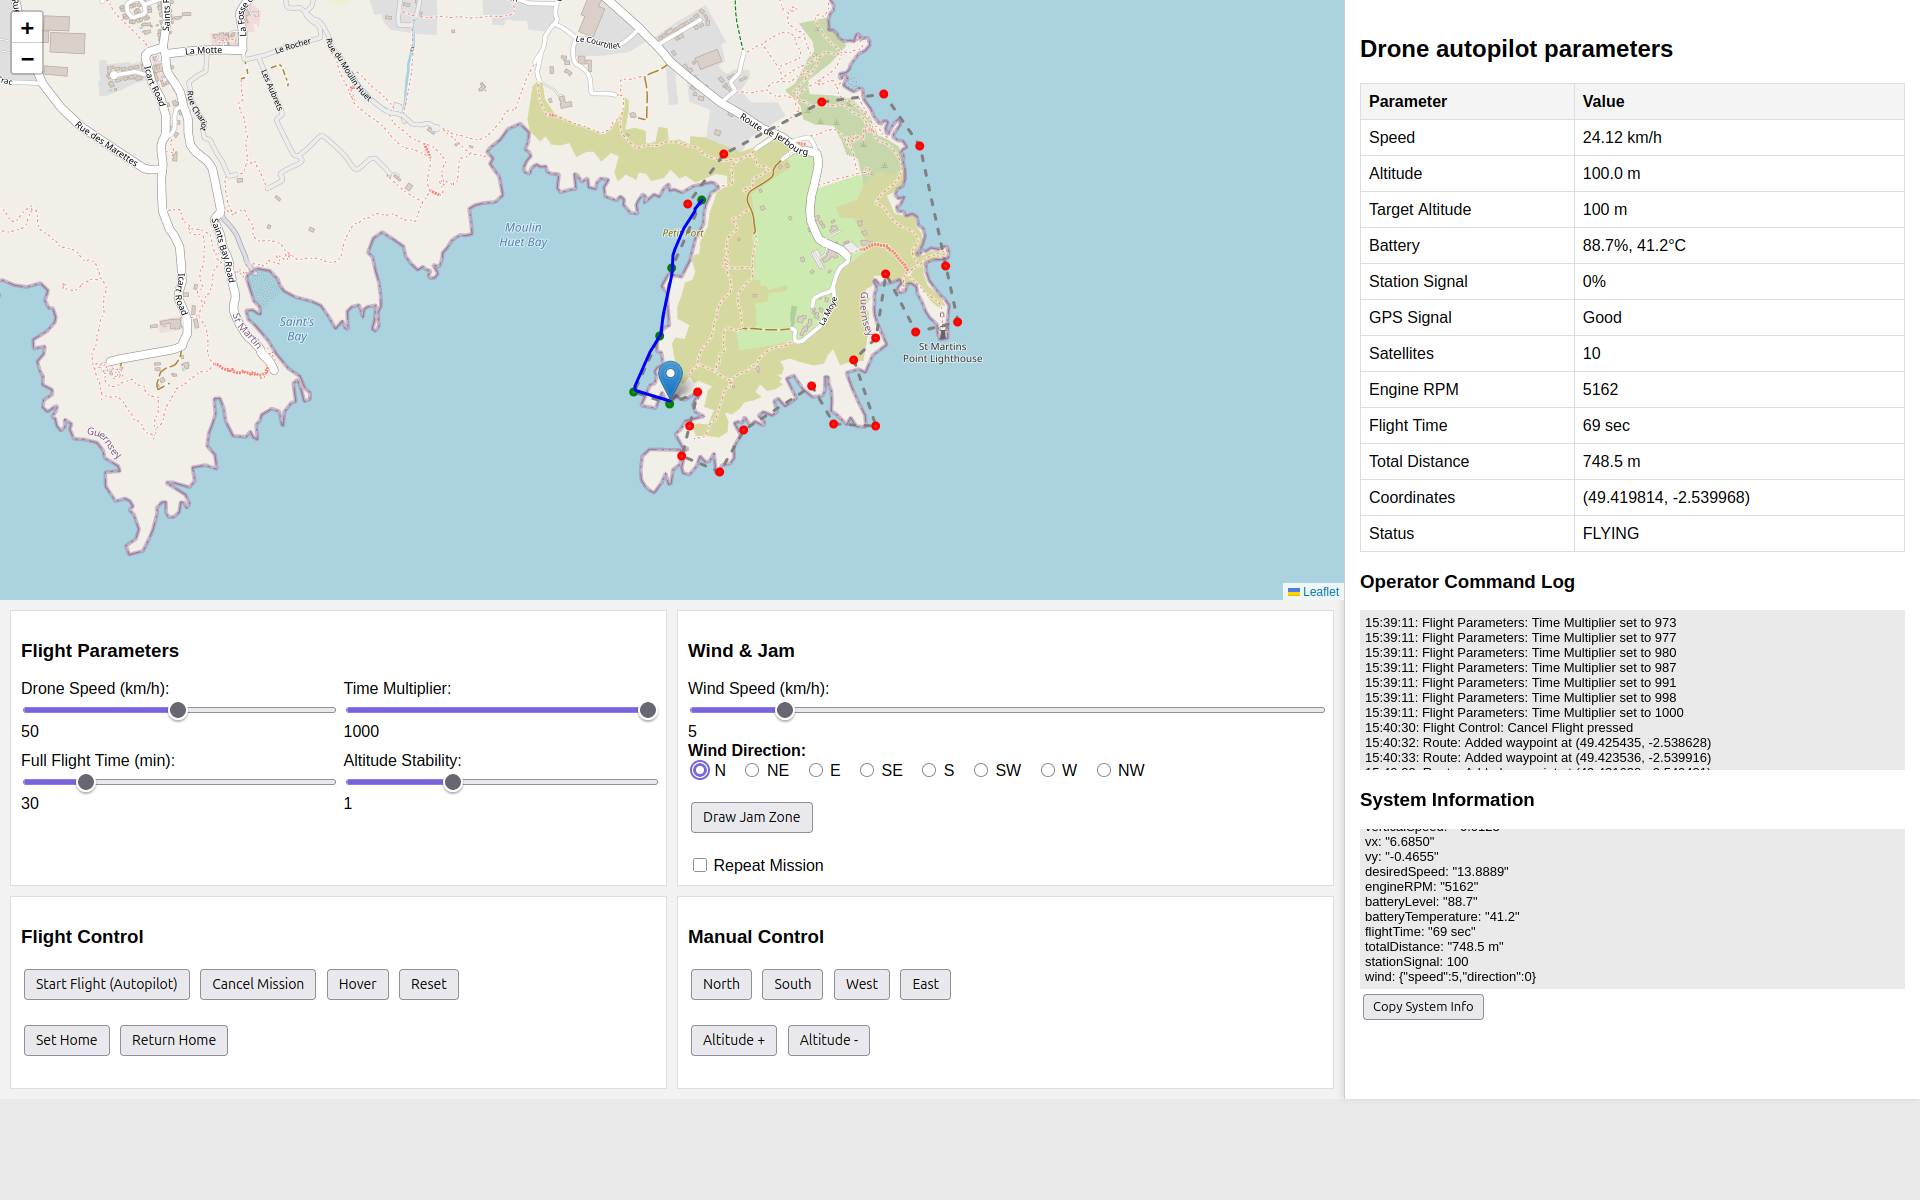 +
−
La Motte
Le Rocher
Rue du Moulin Huet
Les Aubrets
Icart Road
Rue Charlot
Rue des Marettes
Saints Bay Road
Icart Road
St Martin
Guernsey
Le Courtillet
Route de Jerbourg
Moulin
Huet Bay
Saint's
Bay
La Moye
Guernsey
St Martins
Point Lighthouse
Leaflet
Flight Parameters
Drone Speed (km/h):
Time Multiplier:
50
1000
Full Flight Time (min):
Altitude Stability:
30
1
Wind & Jam
Wind Speed (km/h):
5
Wind Direction:
N NE E SE S SW W NW
Draw Jam Zone
Repeat Mission
Flight Control
Start Flight (Autopilot) Cancel Mission Hover Reset
Set Home Return Home
Manual Control
North South West East
Altitude + Altitude -
Drone autopilot parameters
Parameter Value
Speed 24.12 km/h
Altitude 100.0 m
Target Altitude 100 m
Battery 88.7%, 41.2°C
Station Signal 0%
GPS Signal Good
Satellites 10
Engine RPM 5162
Flight Time 69 sec
Total Distance 748.5 m
Coordinates (49.419814, -2.539968)
Status FLYING
Operator Command Log
15:39:11: Flight Parameters: Time Multiplier set to 973
15:39:11: Flight Parameters: Time Multiplier set to 977
15:39:11: Flight Parameters: Time Multiplier set to 980
15:39:11: Flight Parameters: Time Multiplier set to 987
15:39:11: Flight Parameters: Time Multiplier set to 991
15:39:11: Flight Parameters: Time Multiplier set to 998
15:39:11: Flight Parameters: Time Multiplier set to 1000
15:40:30: Flight Control: Cancel Flight pressed
15:40:32: Route: Added waypoint at (49.425435, -2.538628)
15:40:33: Route: Added waypoint at (49.423536, -2.539916)
System Information
vx: "6.6850"
vy: "-0.4655"
desiredSpeed: "13.8889"
engineRPM: "5162"
batteryLevel: "88.7"
batteryTemperature: "41.2"
flightTime: "69 sec"
totalDistance: "748.5 m"
stationSignal: 100
wind: {"speed":5,"direction":0}
Copy System Info